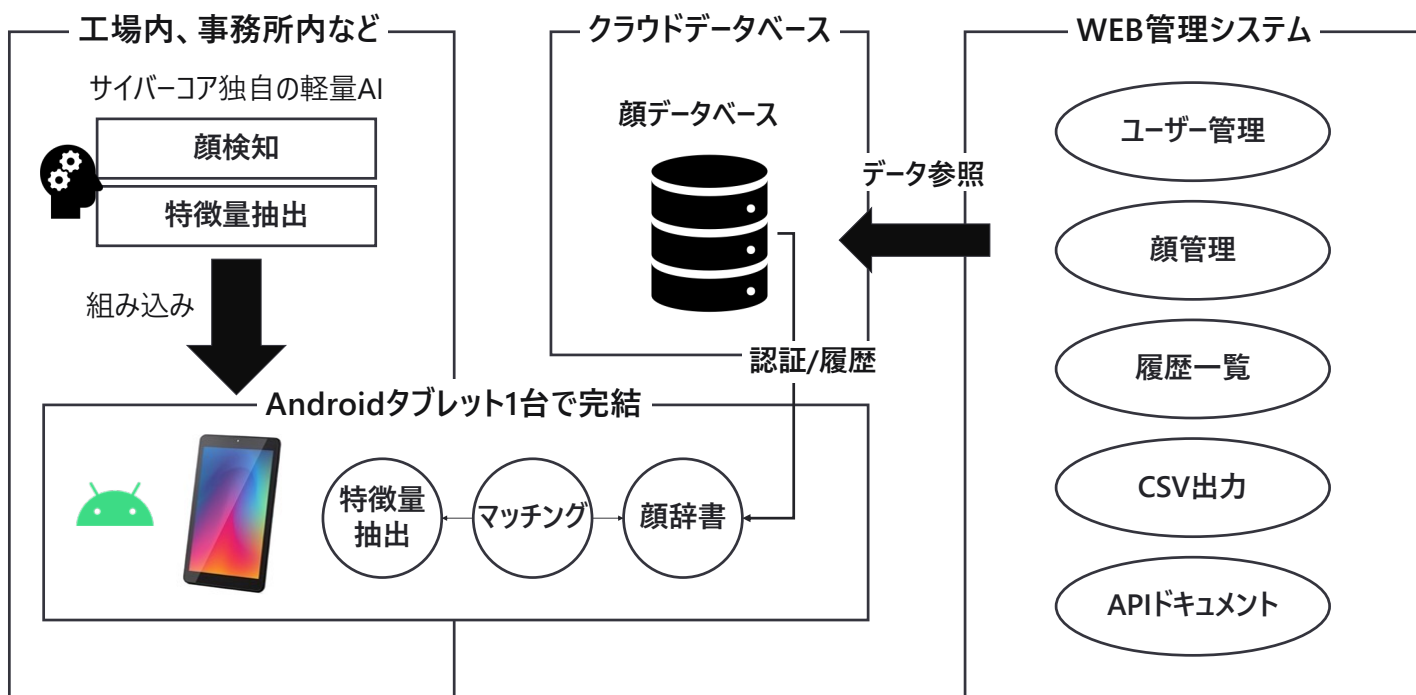 工場内、事務所内など
サイバーコア独自の軽量AI
顔検知
特徴量抽出
組み込み
クラウドデータベース
顔データベース
データ参照
認証/履歴
Androidタブレット1台で完結
特徴量
抽出
マッチング
顔辞書
WEB管理システム
ユーザー管理
顔管理
履歴一覧
CSV出力
APIドキュメント